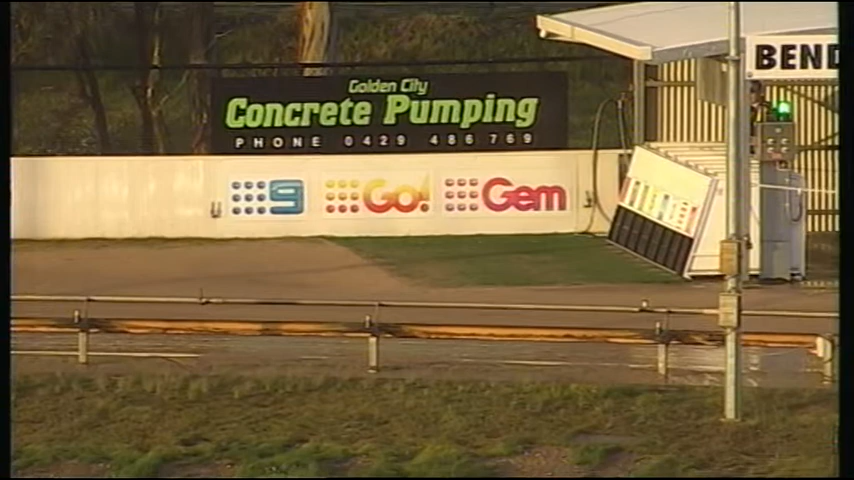 BEND
Golden City
Concrete Pumping
PHONE 0429 486 769
9 Go! Gem